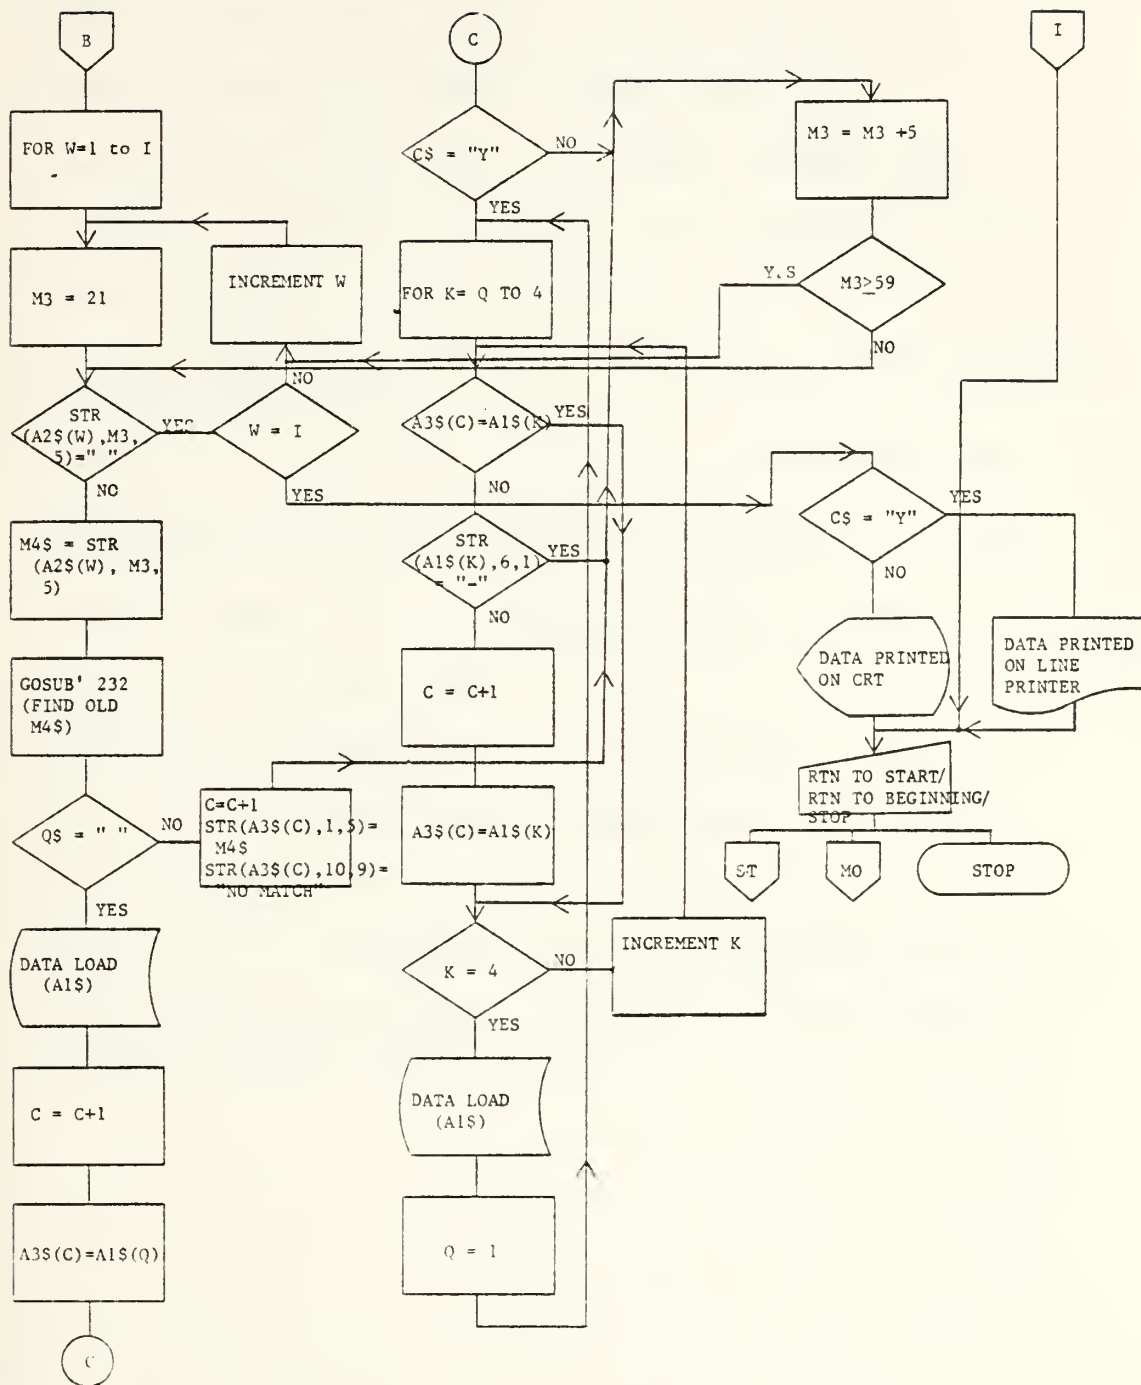 B
FOR W=1 to I
M3 = 21
INCREMENT W
STR
(A2$(W),M3,
5)=" "
YES
W = I
NO
YES
NO
M4$ = STR
(A2$(W), M3,
5)
GOSUB' 232
(FIND OLD
M4$)
Q$ = " "
NO
C=C+1
STR(A3$(C),1,5)=
M4$
STR(A3$(C),10,9)=
"NO MATCH"
YES
DATA LOAD
(A1$)
C = C+1
A3$(C)=A1$(Q)
C
C
C$ = "Y"
NO
YES
FOR K= Q TO 4
A3$(C)=A1$(K)
YES
NO
STR
(A1$(K),6,1)
= "-"
YES
NO
C = C+1
A3$(C)=A1$(K)
K = 4
NO
INCREMENT K
YES
DATA LOAD
(A1$)
Q = 1
M3 = M3 +5
M3≥59
YES
NO
I
C$ = "Y"
YES
NO
DATA PRINTED
ON CRT
DATA PRINTED
ON LINE
PRINTER
RTN TO START/
RTN TO BEGINNING/
STOP
ST
MO
STOP